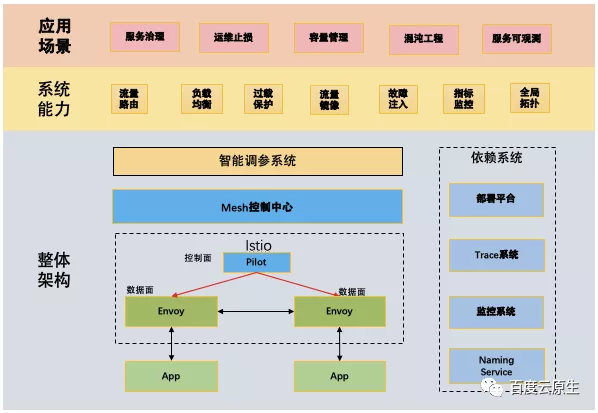 应用
场景
服务治理
运维止损
容量管理
混沌工程
服务可观测
系统
能力
流量
路由
负载
均衡
过载
保护
流量
镜像
故障
注入
指标
监控
全局
拓扑
整体
架构
智能调参系统
Mesh控制中心
Istio
控制面
Pilot
数据面
数据面
Envoy
Envoy
App
App
依赖系统
部署平台
Trace系统
监控系统
Naming
Service
百度云原生